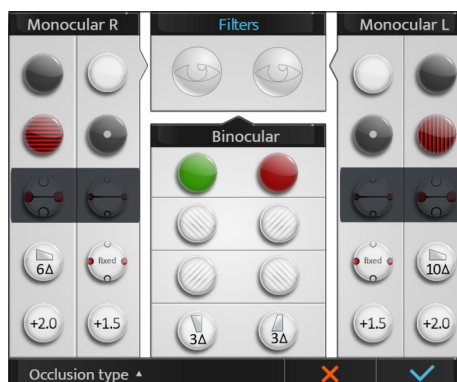 Monocular R
Filters
Monocular L
Binocular
6Δ
fixed
fixed
10Δ
+2.0
+1.5
3Δ
3Δ
+1.5
+2.0
Occlusion type